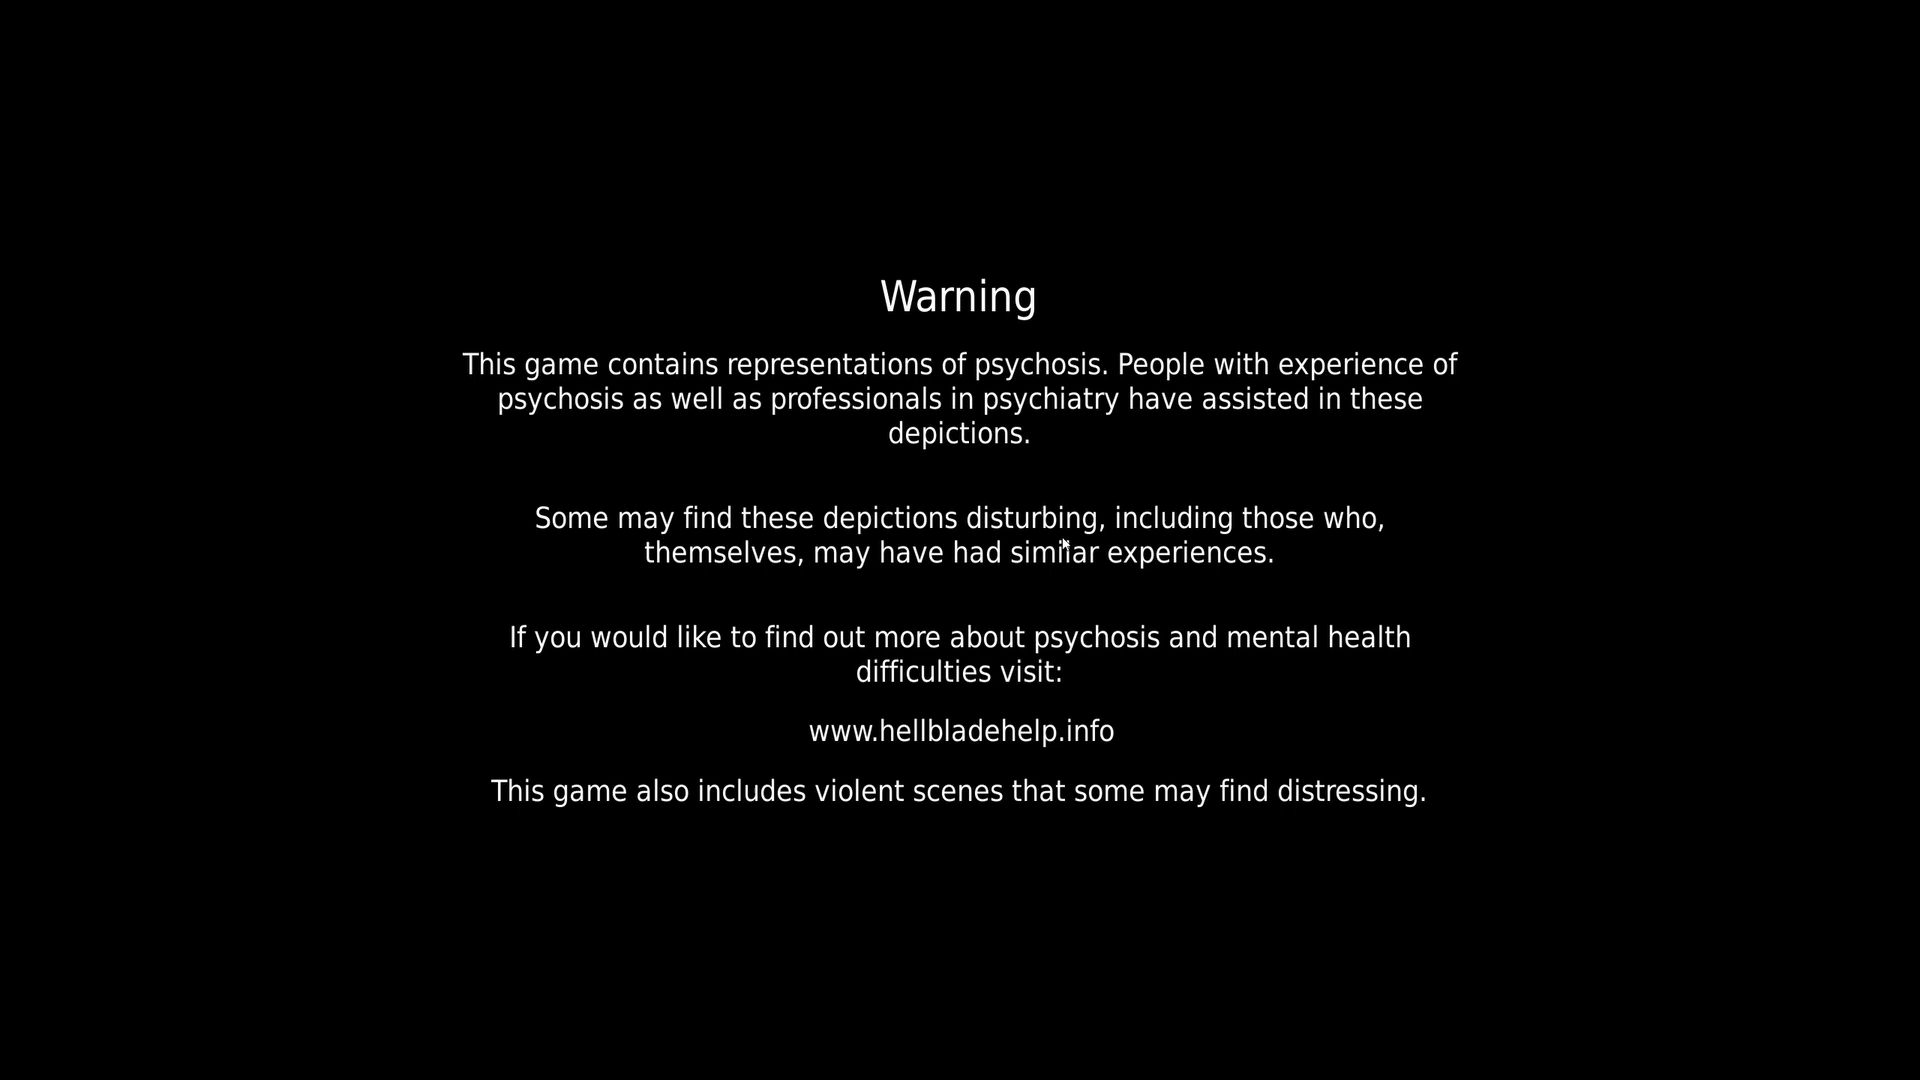 Warning
This game contains representations of psychosis. People with experience of
psychosis as well as professionals in psychiatry have assisted in these
depictions.
Some may find these depictions disturbing, including those who,
themselves, may have had similar experiences.
If you would like to find out more about psychosis and mental health
difficulties visit:
www.hellbladehelp.info
This game also includes violent scenes that some may find distressing.